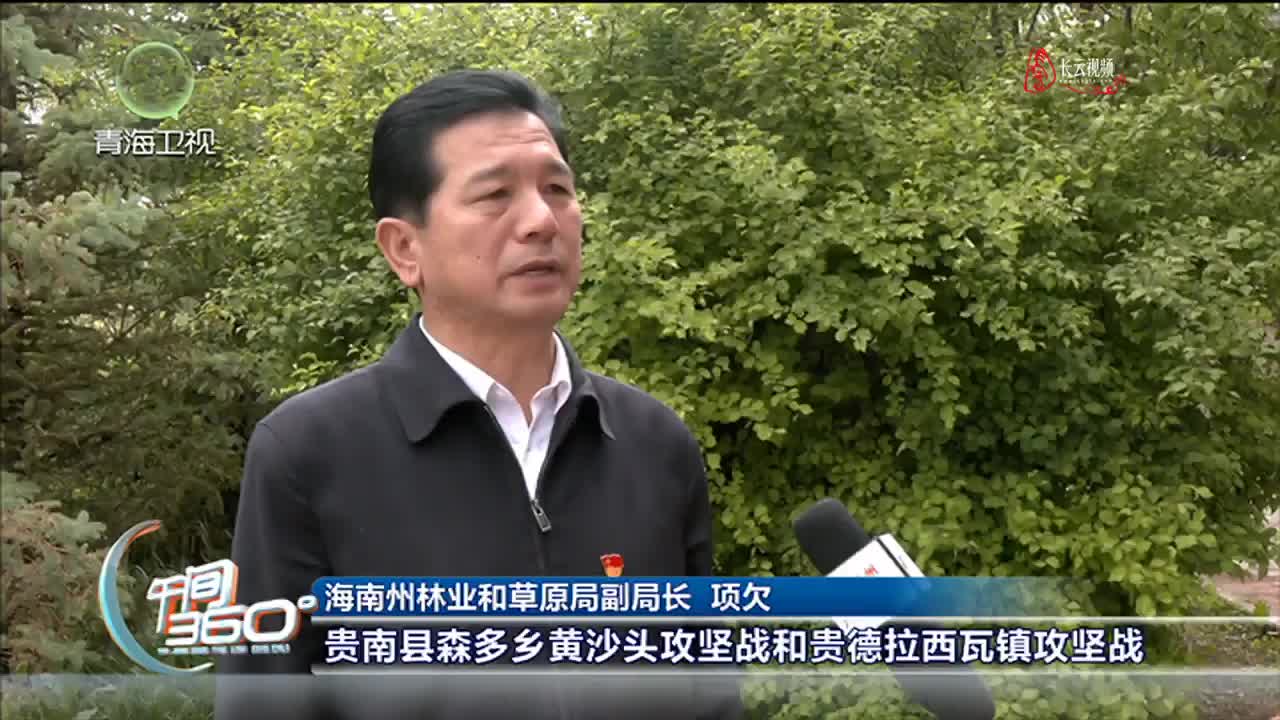 长云视频
青海卫视
午间360°
海南州林业和草原局副局长 项欠
贵南县森多乡黄沙头攻坚战和贵德拉西瓦镇攻坚战